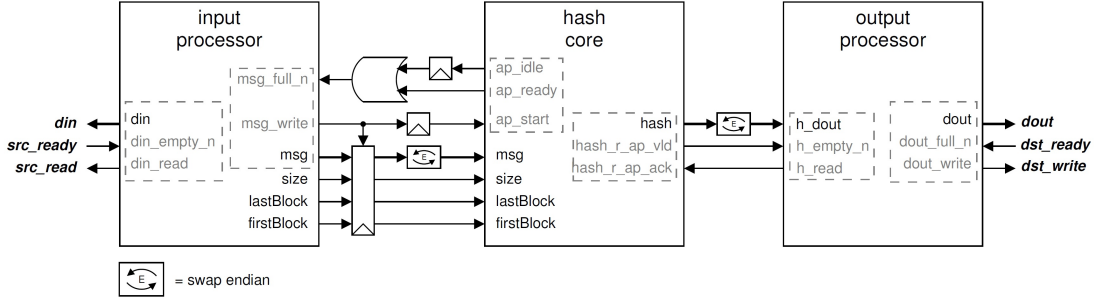 input
processor
hash
core
output
processor
msg_full_n
ap_idle
ap_ready
din
din
din_empty_n
din_read
src_ready
src_read
msg_write
ap_start
msg
E
msg
size
size
lastBlock
lastBlock
firstBlock
firstBlock
hash
hash_r_ap_vld
hash_r_ap_ack
E
h_dout
h_empty_n
h_read
dout
dout_full_n
dout_write
dout
dst_ready
dst_write
E = swap endian